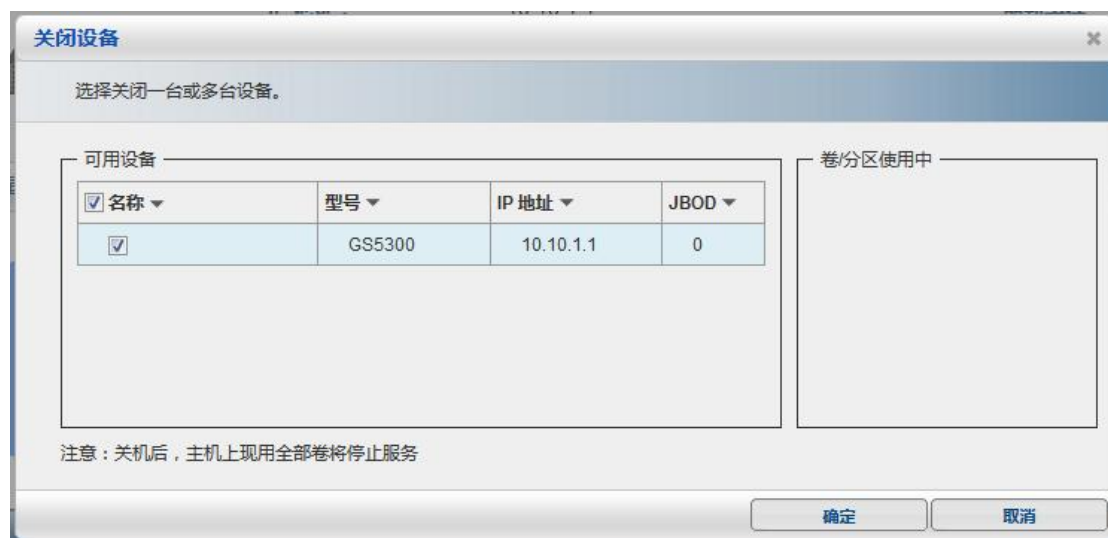 关闭设备
选择关闭一台或多台设备。
可用设备
卷/分区使用中
名称 型号 IP 地址 JBOD
GS5300 10.10.1.1 0
注意：关机后，主机上现用全部卷将停止服务
确定 取消